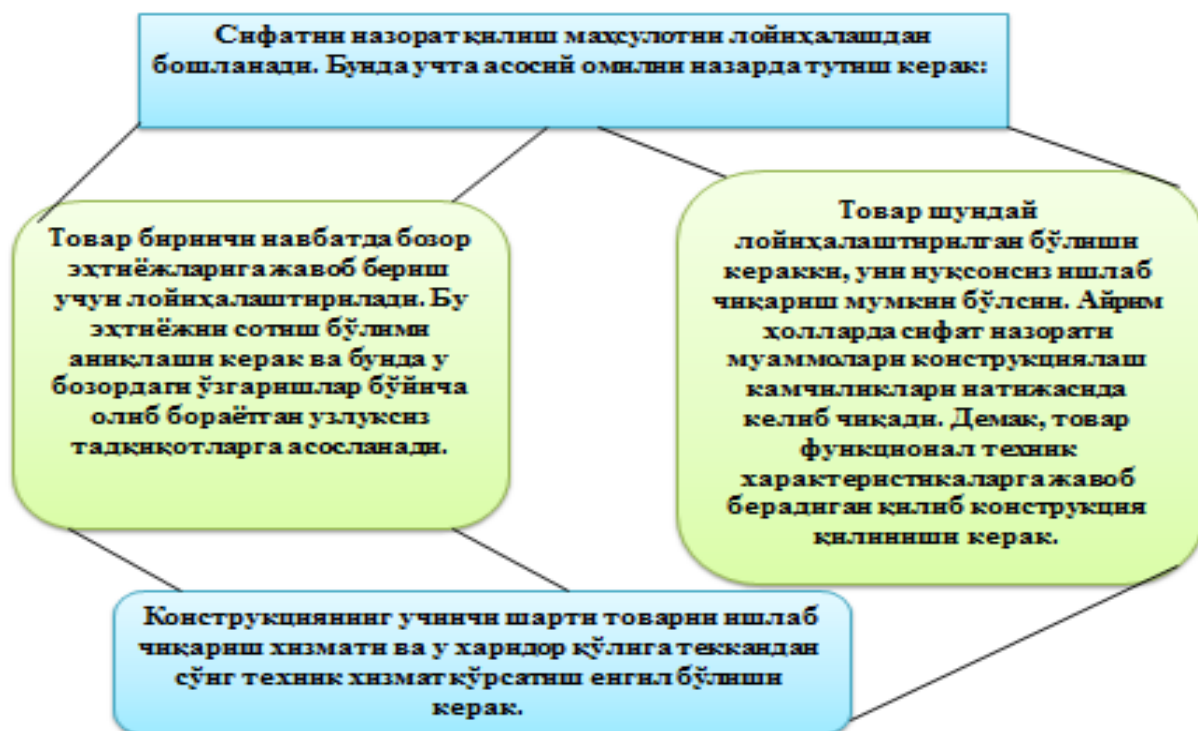 Сифатни назорат қилиш маҳсулотни лойиҳалашдан
бошланади. Бунда учта асосий омилни назарда тутиш керак:
Товар биринчи навбатда бозор
эҳтиёжларига жавоб бериш
учун лойиҳалаштирилади. Бу
эҳтиёжни сотиш бўлими
аниқлаши керак ва бунда у
бозордаги ўзгаришлар бўйича
олиб бораётган узлуксиз
тадқиқотларга асосланади.
Товар шундай
лойиҳалаштирилган бўлиши
керакки, уни нуқсонсиз ишлаб
чиқариш мумкин бўлсин. Айрим
ҳолларда сифат назорати
муаммолари конструкциялаш
камчиликлари натижасида
келиб чиқади. Демак, товар
функционал техник
характеристикаларга жавоб
берадиган қилиб конструкция
қилиниши керак.
Конструкциянинг учинчи шарти товарни ишлаб
чиқариш хизмати ва у харидор қўлига теккандан
сўнг техник хизмат кўрсатиш енгил бўлиши
керак.